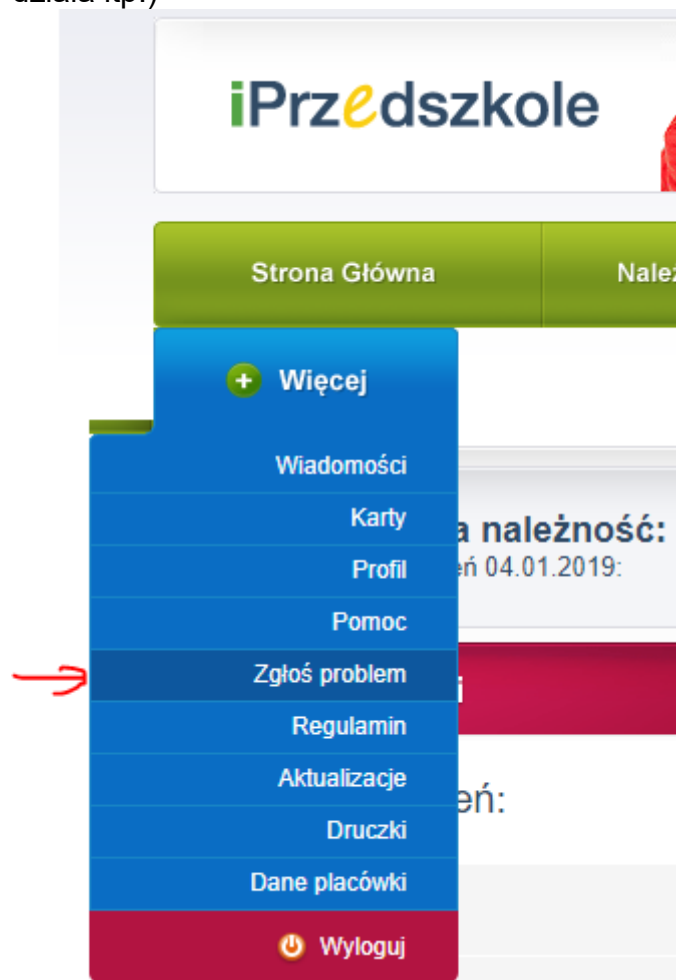 iPrzedszkole
Strona Główna
Więcej
Wiadomości
Karty
a należność:
Profil
eń 04.01.2019:
Pomoc
Zgłoś problem
Regulamin
Aktualizacje
eń:
Druczki
Dane placówki
Wyloguj